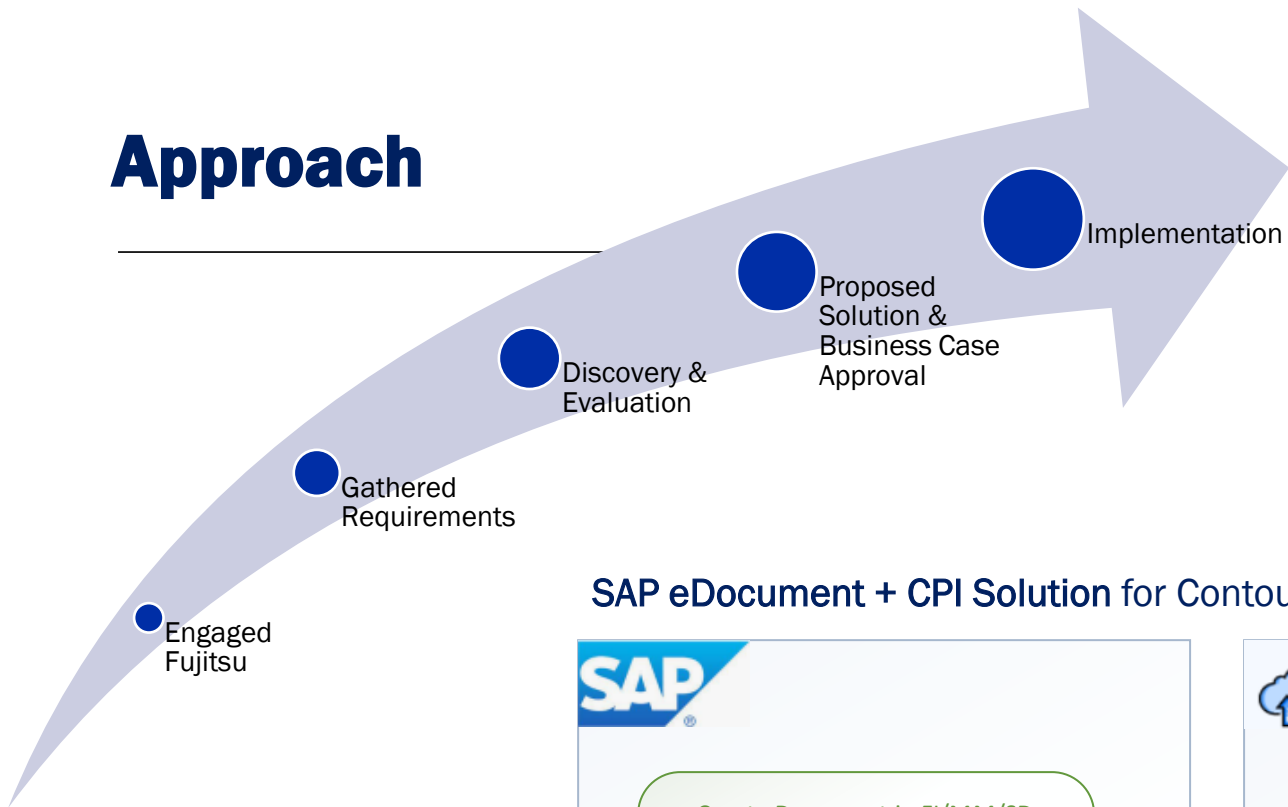 Approach
Implementation
Proposed
Solution &
Business Case
Approval
Discovery &
Evaluation
Gathered
Requirements
Engaged
Fujitsu
SAP eDocument + CPI Solution for
SAP